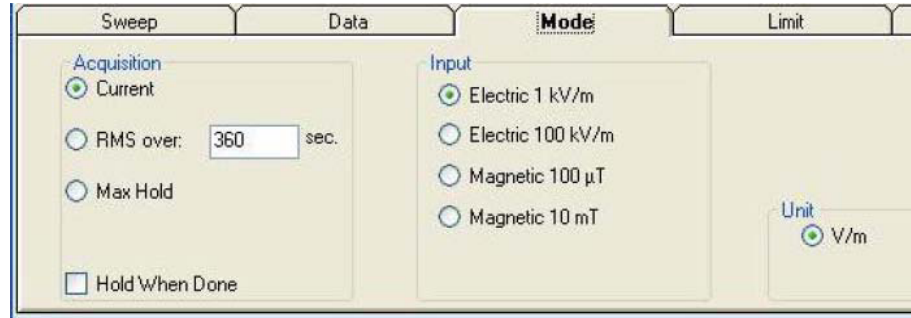 Sweep Data Mode Limit
Acquisition
Current
RMS over: 360 sec.
Max Hold
Hold When Done
Input
Electric 1 kV/m
Electric 100 kV/m
Magnetic 100 µT
Magnetic 10 mT
Unit
V/m